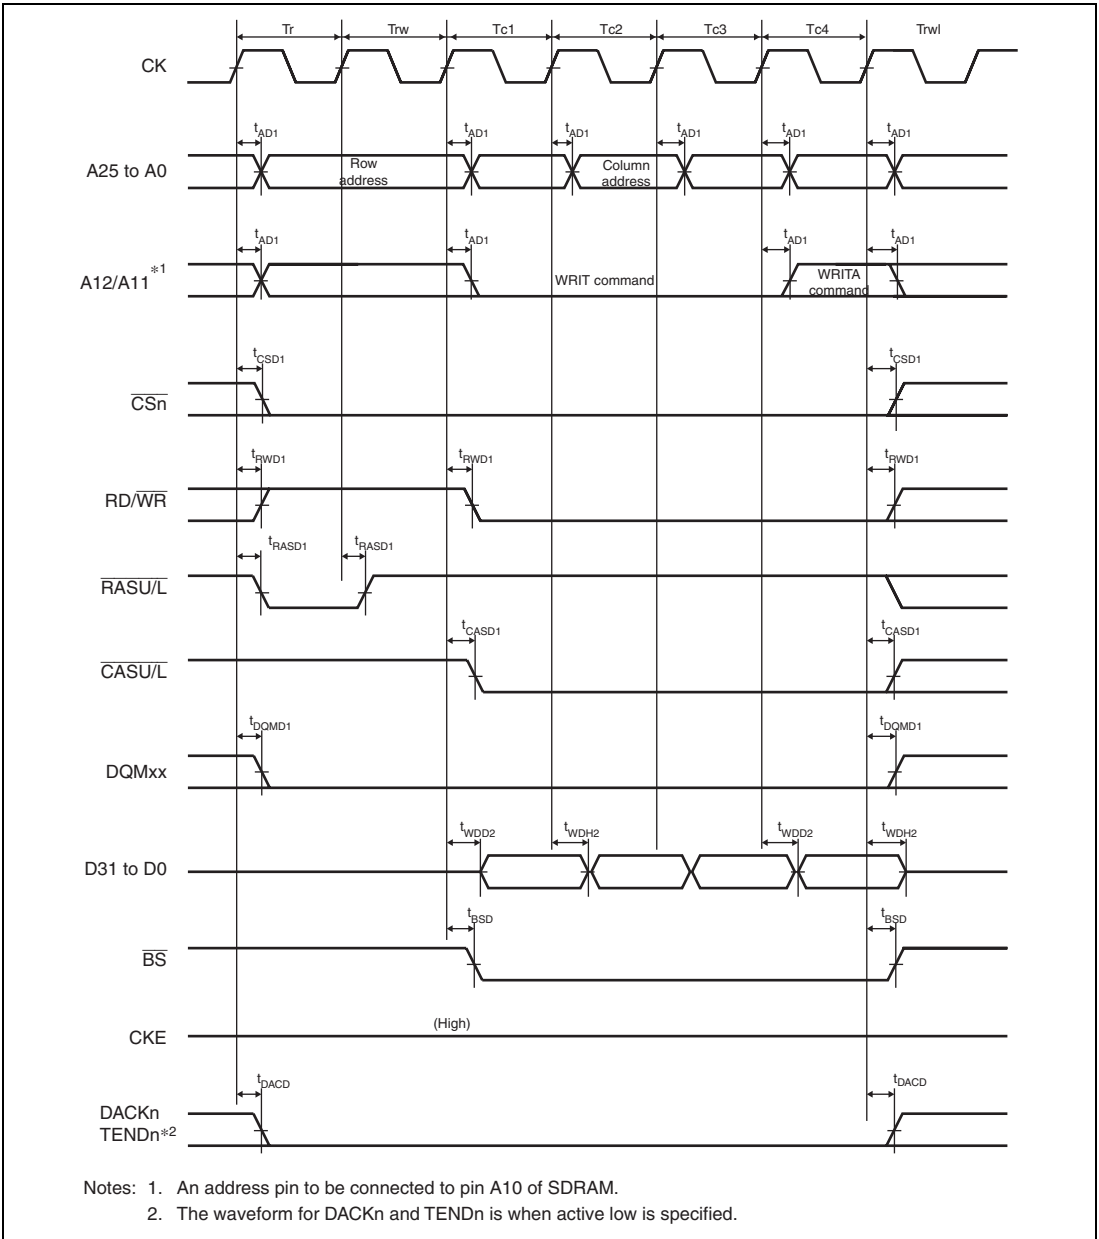 Tr Trw Tc1 Tc2 Tc3 Tc4 Trwl
CK
tAD1 tAD1 tAD1 tAD1 tAD1 tAD1
A25 to A0
Row
address
Column
address
tAD1 tAD1 tAD1 tAD1
A12/A11*1
WRIT command
WRITA
command
tCSD1 tCSD1
CSn
tRWD1 tRWD1 tRWD1
RD/WR
tRASD1 tRASD1
RASU/L
tCASD1 tCASD1
CASU/L
tDQMD1 tDQMD1
DQMxx
tWDD2 tWDH2 tWDD2 tWDH2
D31 to D0
tBSD tBSD
BS
(High)
CKE
tDACD tDACD
DACKn
TENDn*2
Notes: 1. An address pin to be connected to pin A10 of SDRAM.
2. The waveform for DACKn and TENDn is when active low is specified.